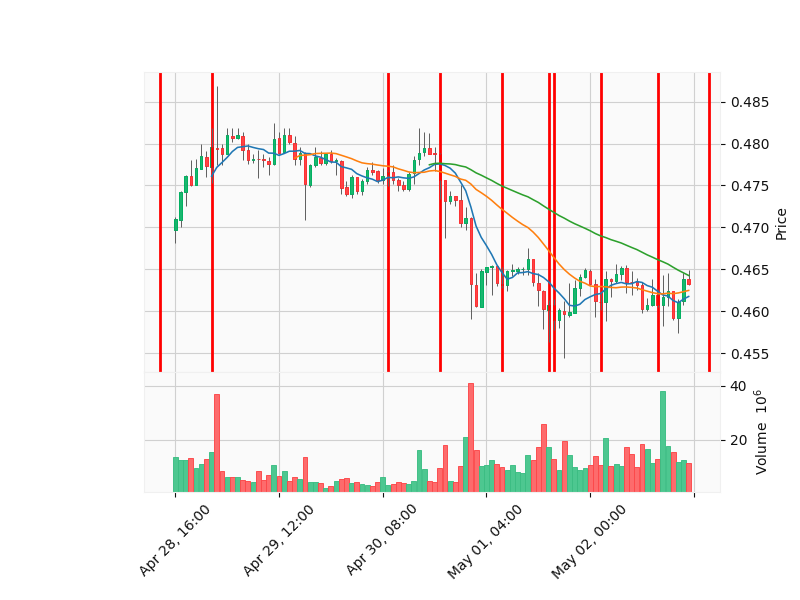 0.485
0.480
0.475
0.470
0.465
0.460
0.455
Price
40
20
Volume 10⁶
Apr 28, 16:00
Apr 29, 12:00
Apr 30, 08:00
May 01, 04:00
May 02, 00:00